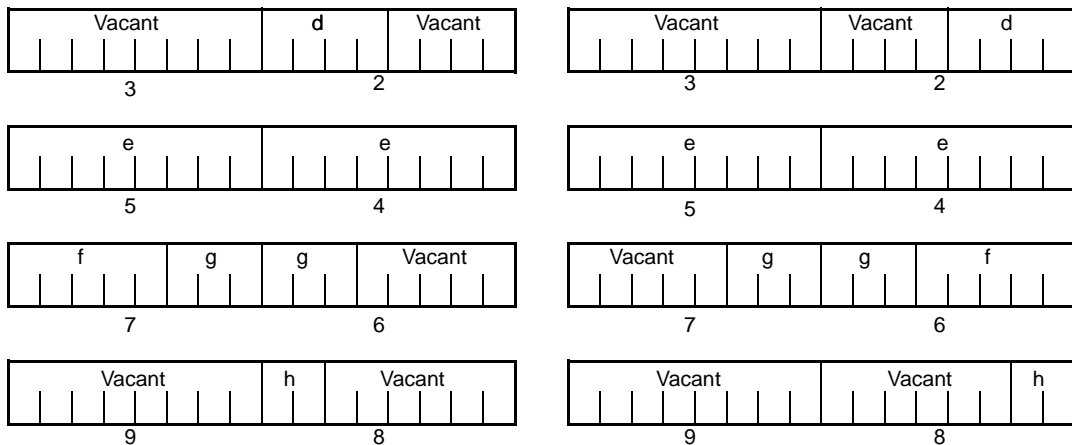 Vacant d Vacant Vacant Vacant d
3 2 3 2
e e e e
5 4 5 4
f g g Vacant Vacant g g f
7 6 7 6
Vacant h Vacant Vacant Vacant h
9 8 9 8